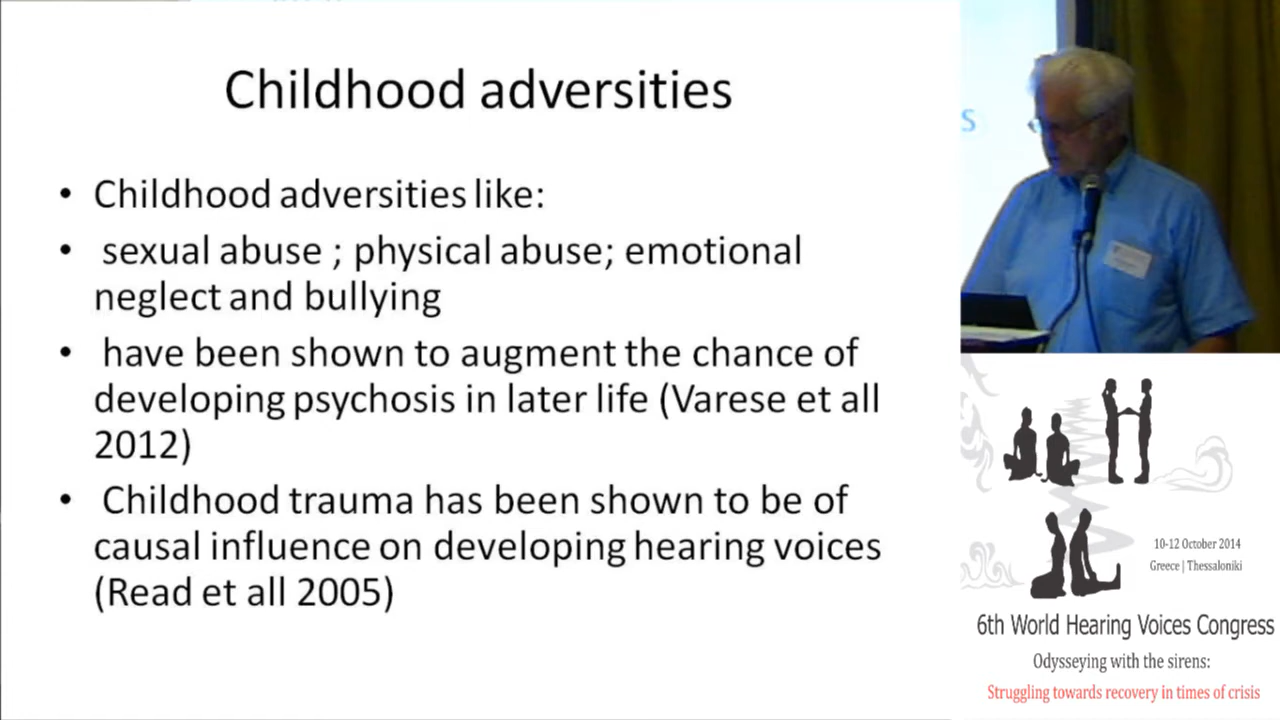 Childhood adversities
• Childhood adversities like:
• sexual abuse ; physical abuse; emotional
neglect and bullying
• have been shown to augment the chance of
developing psychosis in later life (Varese et all
2012)
• Childhood trauma has been shown to be of
causal influence on developing hearing voices
(Read et all 2005)
s
10-12 October 2014
Greece | Thessaloniki
6th World Hearing Voices Congress
Odysseying with the sirens:
Struggling towards recovery in times of crisis